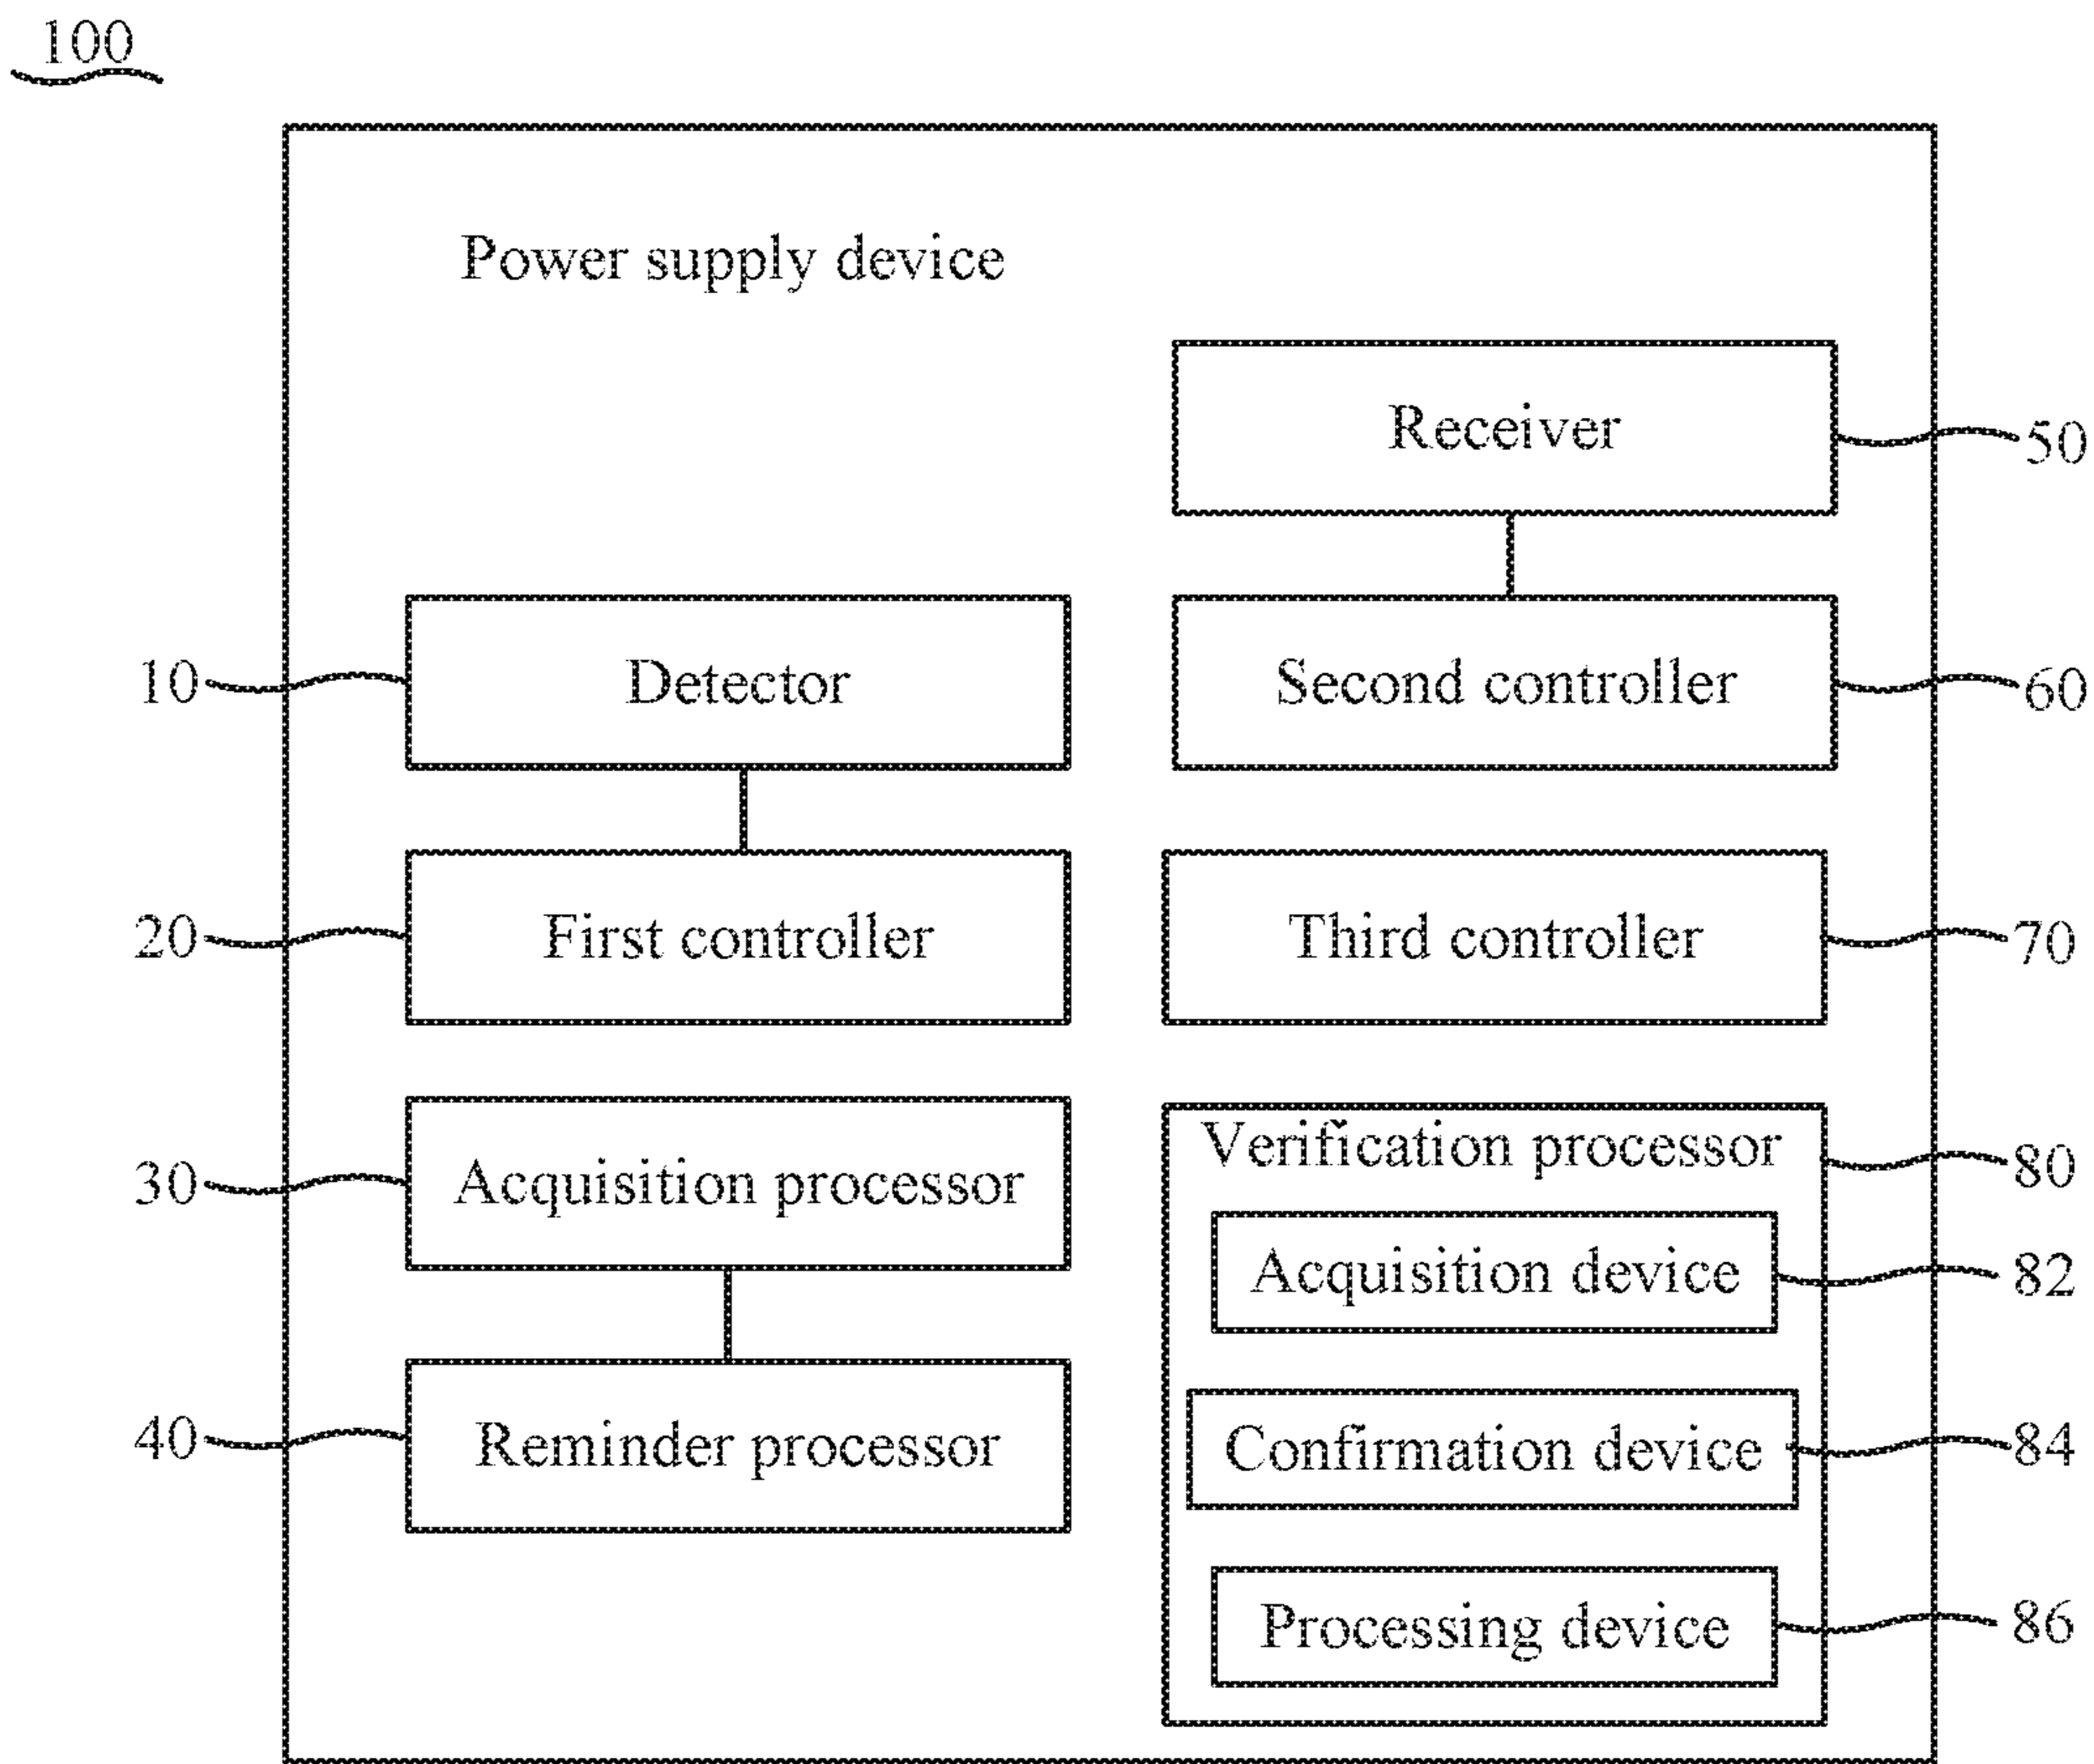 100
Power supply device
Receiver
50
10
Detector
Second controller
60
20
First controller
Third controller
70
30
Acquisition processor
Verification processor
80
Acquisition device
82
40
Reminder processor
Confirmation device
84
Processing device
86